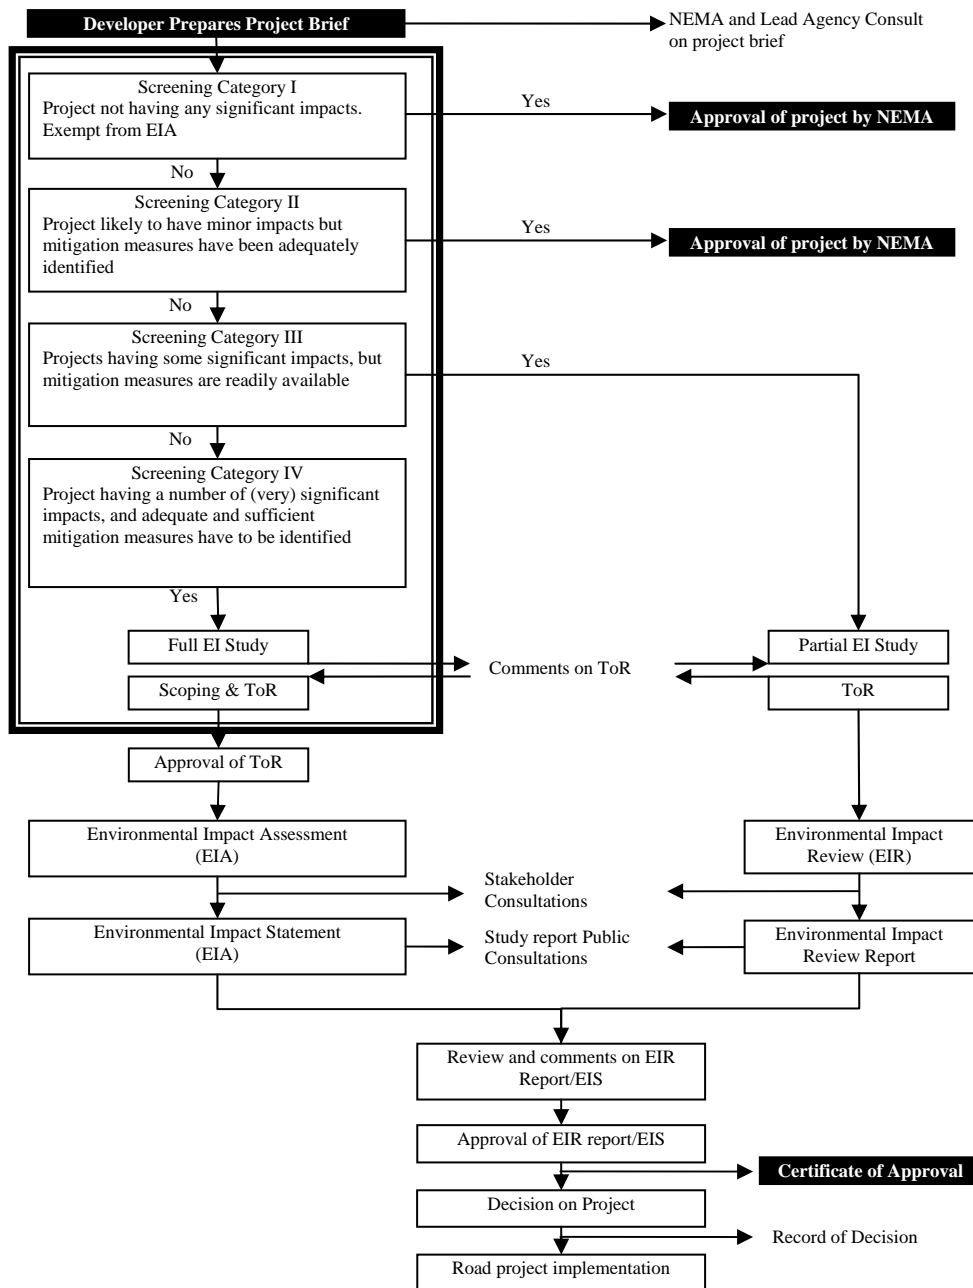 Developer Prepares Project Brief
NEMA and Lead Agency Consult
on project brief
Screening Category I
Project not having any significant impacts.
Exempt from EIA
Yes
Approval of project by NEMA
No
Screening Category II
Project likely to have minor impacts but
mitigation measures have been adequately
identified
Yes
Approval of project by NEMA
No
Screening Category III
Projects having some significant impacts, but
mitigation measures are readily available
Yes
No
Screening Category IV
Project having a number of (very) significant
impacts, and adequate and sufficient
mitigation measures have to be identified
Yes
Full EI Study
Partial EI Study
Comments on ToR
Scoping & ToR
ToR
Approval of ToR
Environmental Impact Assessment
(EIA)
Environmental Impact
Review (EIR)
Stakeholder
Consultations
Environmental Impact Statement
(EIA)
Study report Public
Consultations
Environmental Impact
Review Report
Review and comments on EIR
Report/EIS
Approval of EIR report/EIS
Certificate of Approval
Decision on Project
Record of Decision
Road project implementation